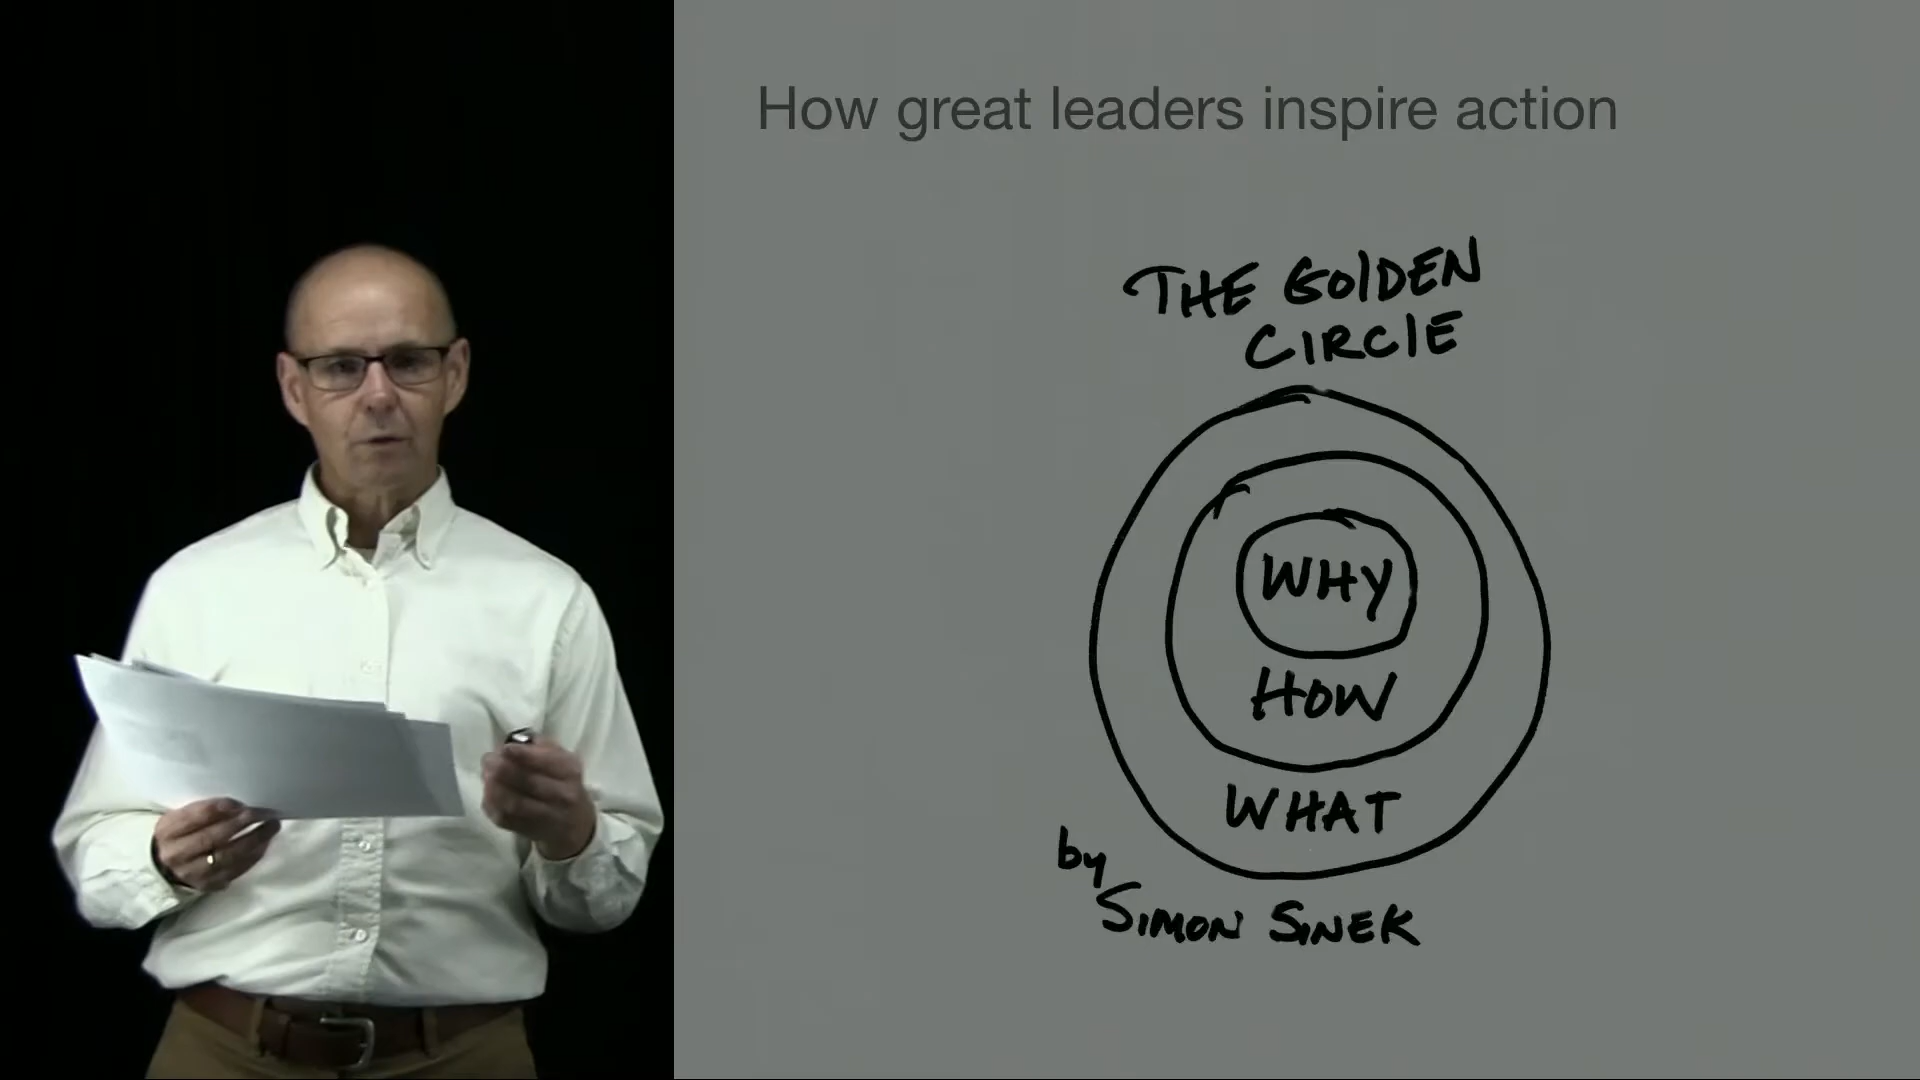 How great leaders inspire action
THE GOLDEN
CIRCLE
WHY
HOW
WHAT
by
SIMON SINEK